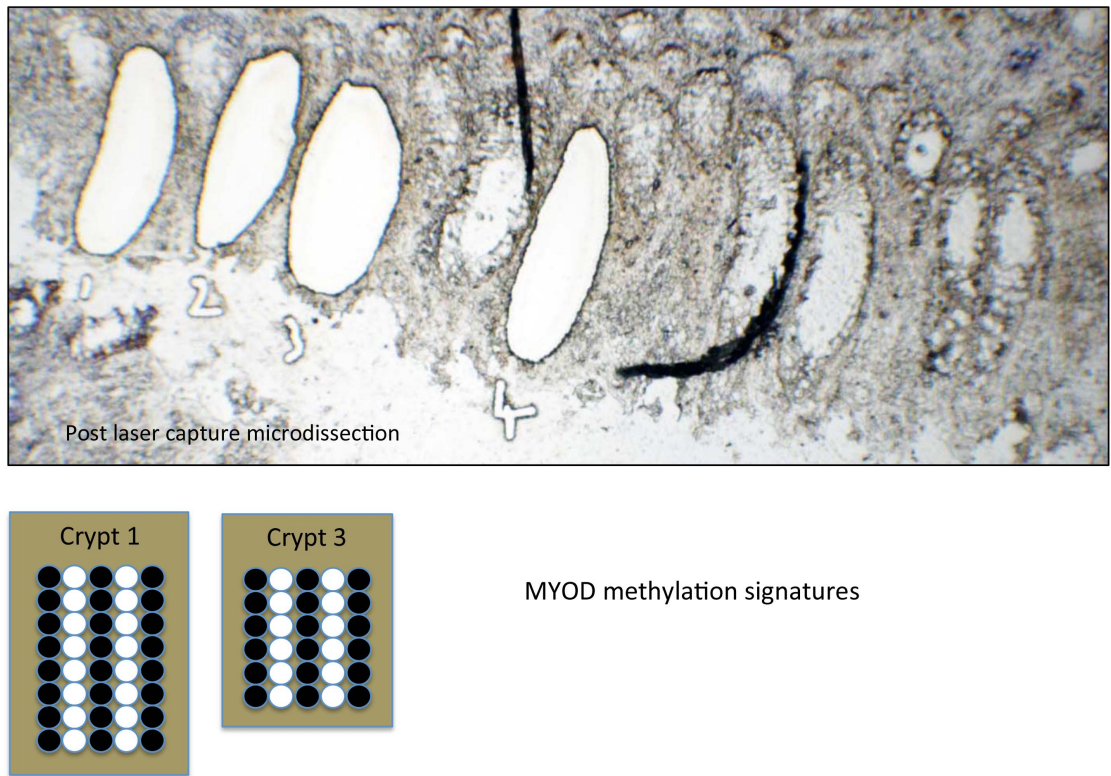 1
2
3
4
Post laser capture microdissection
Crypt 1
Crypt 3
MYOD methylation signatures